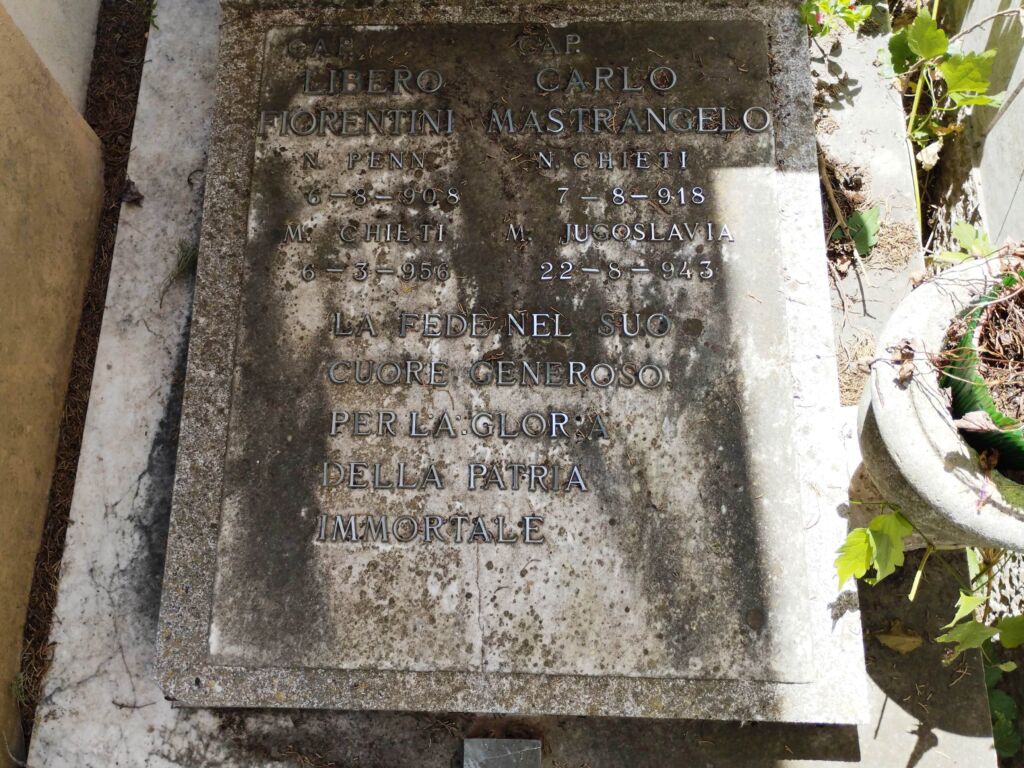 CAP.
LIBERO
FIORENTINI
N. PENN
6-8-908
M. CHIETI
6-3-956
CAP.
CARLO
MASTRANGELO
N. CHIETI
7-8-918
M. JUGOSLAVIA
22-8-943
LA FEDE NEL SUO
CUORE GENEROSO
PER LA GLORIA
DELLA PATRIA
IMMORTALE